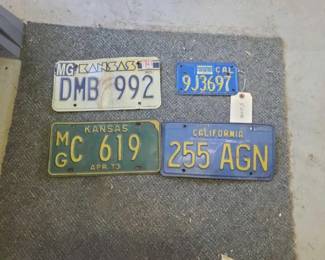 MG KANSAS
DMB 992
CAL
9J3697
KANSAS
MG C 619
APR. 73
CALIFORNIA
255 AGN